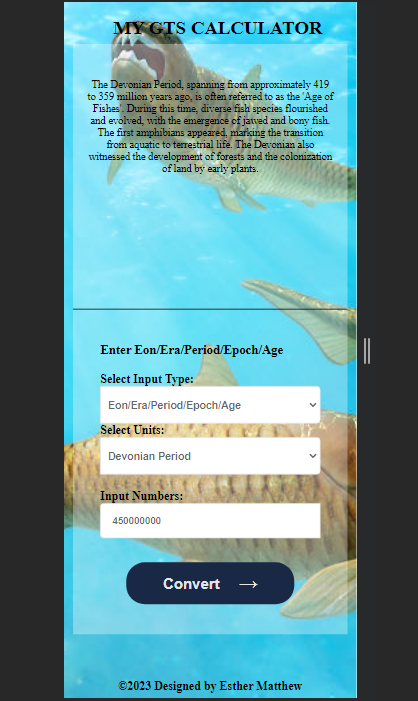 MY GTS CALCULATOR
The Devonian Period, spanning from approximately 419
to 359 million years ago, is often referred to as the 'Age of
Fishes'. During this time, diverse fish species flourished
and evolved, with the emergence of jawed and bony fish.
The first amphibians appeared, marking the transition
from aquatic to terrestrial life. The Devonian also
witnessed the development of forests and the colonization
of land by early plants.
Enter Eon/Era/Period/Epoch/Age
Select Input Type:
Eon/Era/Period/Epoch/Age
Select Units:
Devonian Period
Input Numbers:
450000000
Convert →
©2023 Designed by Esther Matthew